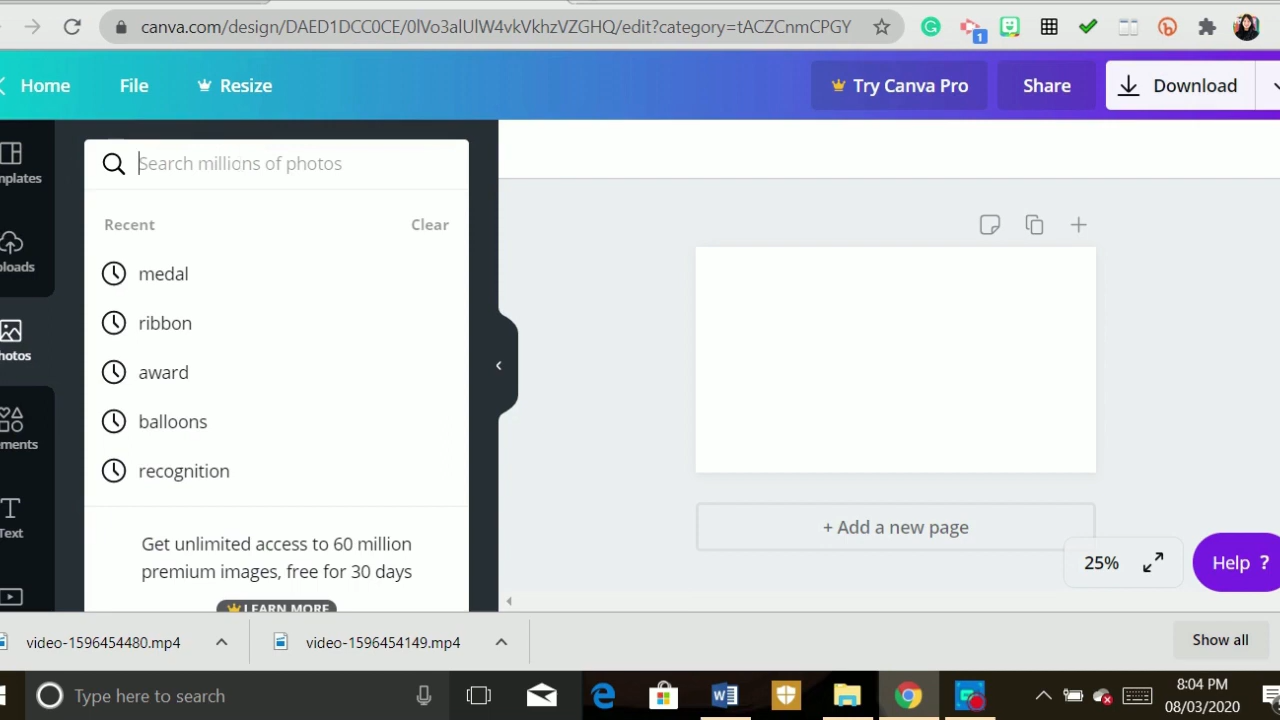 canva.com/design/DAED1DCC0CE/0lVo3alUlW4vkVkhzVZGHQ/edit?category=tACZCnmCPGY
1
Home
File
Resize
Try Canva Pro
Share
Download
mplates
ploads
hotos
ments
Text
Search millions of photos
Recent
Clear
medal
ribbon
award
balloons
recognition
Get unlimited access to 60 million
premium images, free for 30 days
LEARN MORE
+ Add a new page
25%
Help ?
video-1596454480.mp4
video-1596454149.mp4
Show all
Type here to search
8:04 PM
08/03/2020